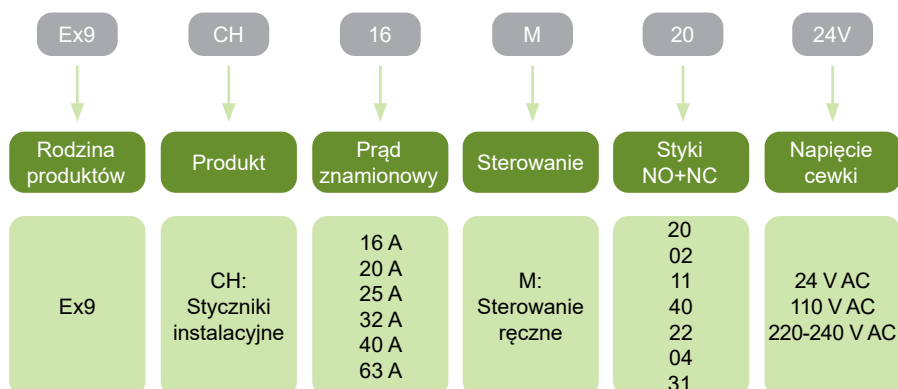 Ex9 CH 16 M 20 24V
Rodzina produktów
Produkt
Prąd znamionowy
Sterowanie
Styki NO+NC
Napięcie cewki
Ex9
CH:
Styczniki
instalacyjne
16 A
20 A
25 A
32 A
40 A
63 A
M:
Sterowanie
ręczne
20
02
11
40
22
04
31
24 V AC
110 V AC
220-240 V AC